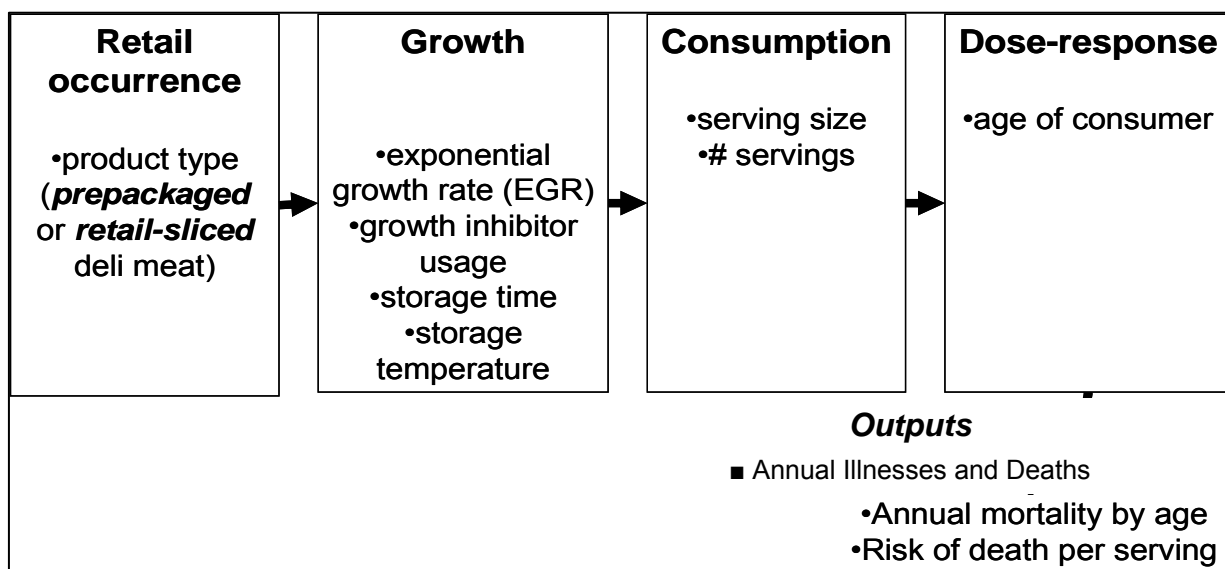 Retail
occurrence
•product type
(prepackaged
or retail-sliced
deli meat)
Growth
•exponential
growth rate (EGR)
•growth inhibitor
usage
•storage time
•storage
temperature
Consumption
•serving size
•# servings
Dose-response
•age of consumer
Outputs
■ Annual Illnesses and Deaths
•Annual mortality by age
•Risk of death per serving